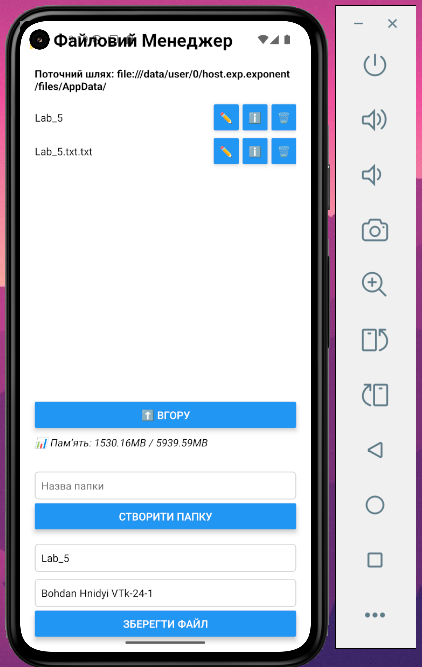 Файловий Менеджер
Поточний шлях: file:///data/user/0/host.exp.exponent
/files/AppData/
Lab_5
Lab_5.txt.txt
⬆️ ВГОРУ
📊 Пам'ять: 1530.16MB / 5939.59MB
Назва папки
СТВОРИТИ ПАПКУ
Lab_5
Bohdan Hnidyi VTk-24-1
ЗБЕРЕГТИ ФАЙЛ